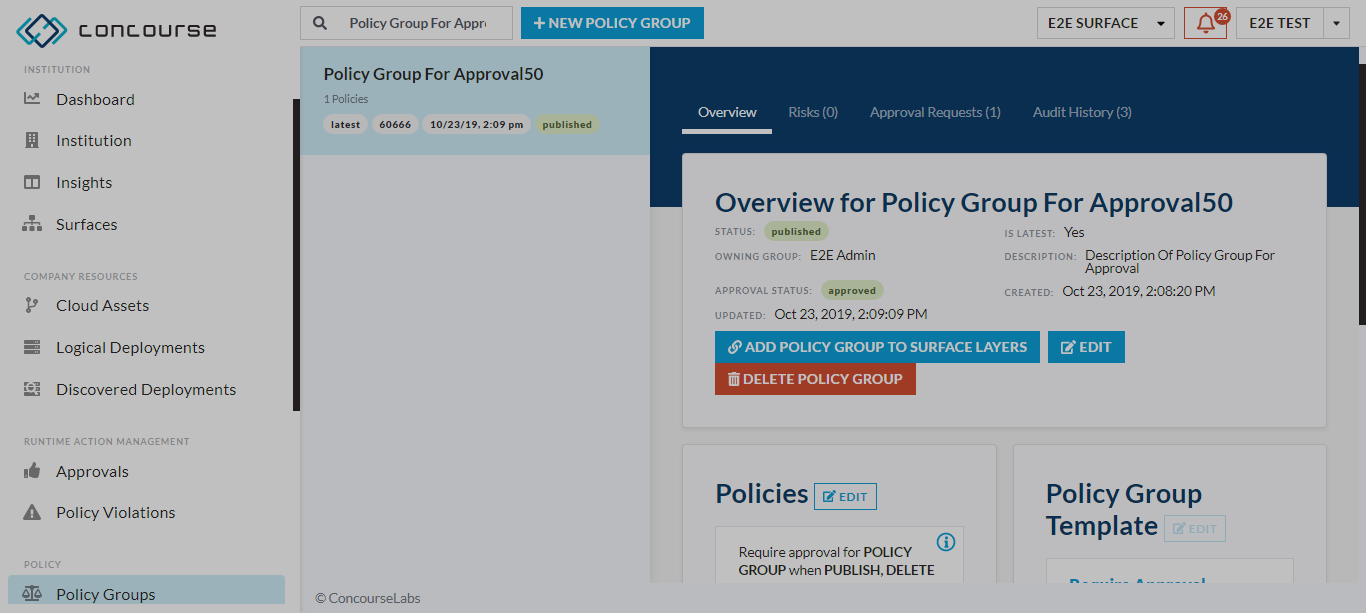 concourse
Policy Group For Appr
NEW POLICY GROUP
E2E SURFACE
26
E2E TEST
INSTITUTION
Dashboard
Institution
Insights
Surfaces
COMPANY RESOURCES
Cloud Assets
Logical Deployments
Discovered Deployments
RUNTIME ACTION MANAGEMENT
Approvals
Policy Violations
POLICY
Policy Groups
Policy Group For Approval50
1 Policies
latest 60666 10/23/19, 2:09 pm published
Overview Risks (0) Approval Requests (1) Audit History (3)
Overview for Policy Group For Approval50
STATUS: published
IS LATEST: Yes
OWNING GROUP: E2E Admin
DESCRIPTION: Description Of Policy Group For
Approval
APPROVAL STATUS: approved
CREATED: Oct 23, 2019, 2:08:20 PM
UPDATED: Oct 23, 2019, 2:09:09 PM
ADD POLICY GROUP TO SURFACE LAYERS EDIT
DELETE POLICY GROUP
Policies EDIT
Require approval for POLICY
GROUP when PUBLISH, DELETE
Policy Group
Template EDIT
Require Approval
© ConcourseLabs